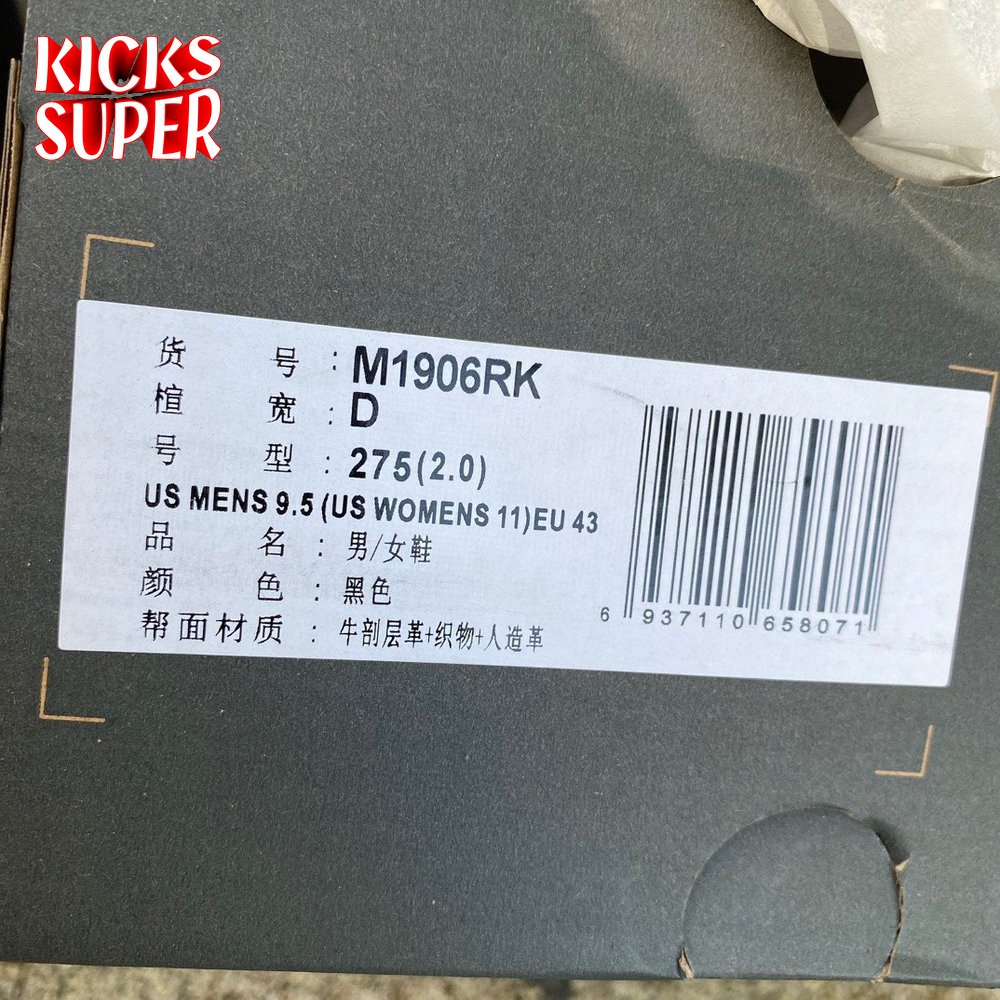 KICKS
SUPER
货 号 : M1906RK
楦 宽 : D
号 型 : 275(2.0)
US MENS 9.5 (US WOMENS 11)EU 43
品 名 : 男/女鞋
颜 色 : 黑色
帮面材质 : 牛剖层革+织物+人造革
6 937110 658071